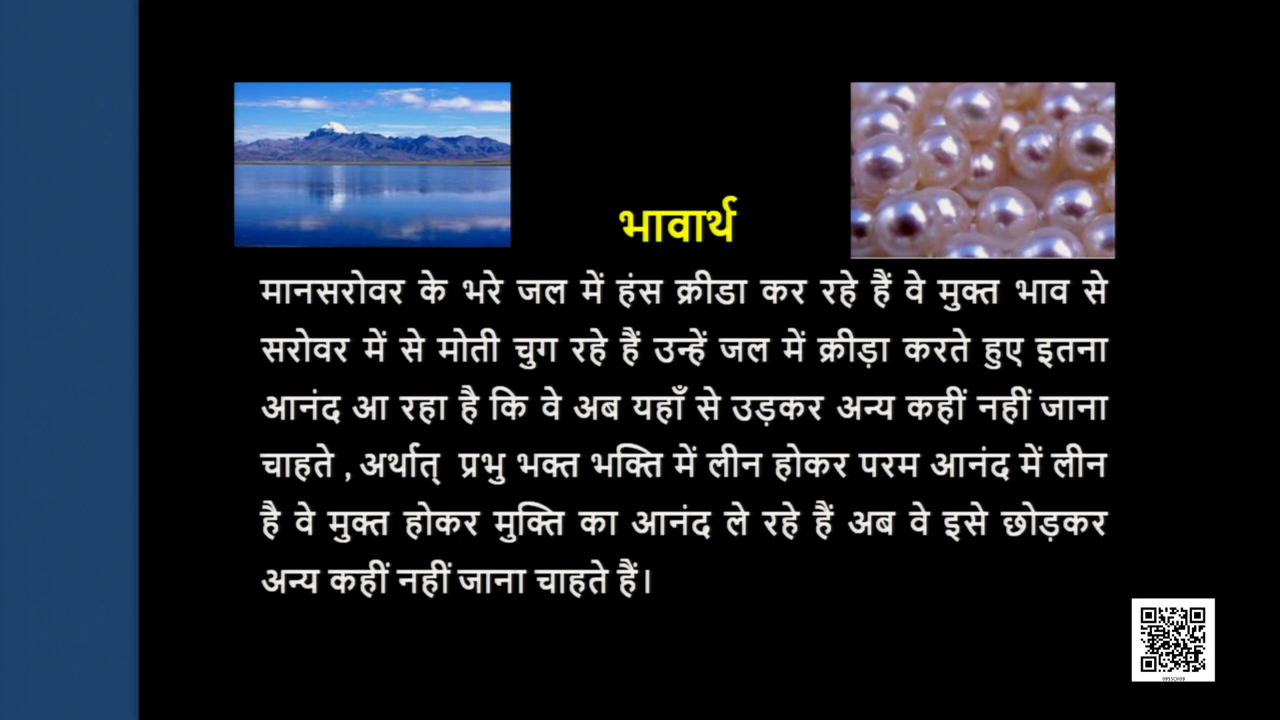 भावार्थ
मानसरोवर के भरे जल में हंस क्रीडा कर रहे हैं वे मुक्त भाव से
सरोवर में से मोती चुग रहे हैं उन्हें जल में क्रीड़ा करते हुए इतना
आनंद आ रहा है कि वे अब यहाँ से उड़कर अन्य कहीं नहीं जाना
चाहते , अर्थात् प्रभु भक्त भक्ति में लीन होकर परम आनंद में लीन
है वे मुक्त होकर मुक्ति का आनंद ले रहे हैं अब वे इसे छोड़कर
अन्य कहीं नहीं जाना चाहते हैं।